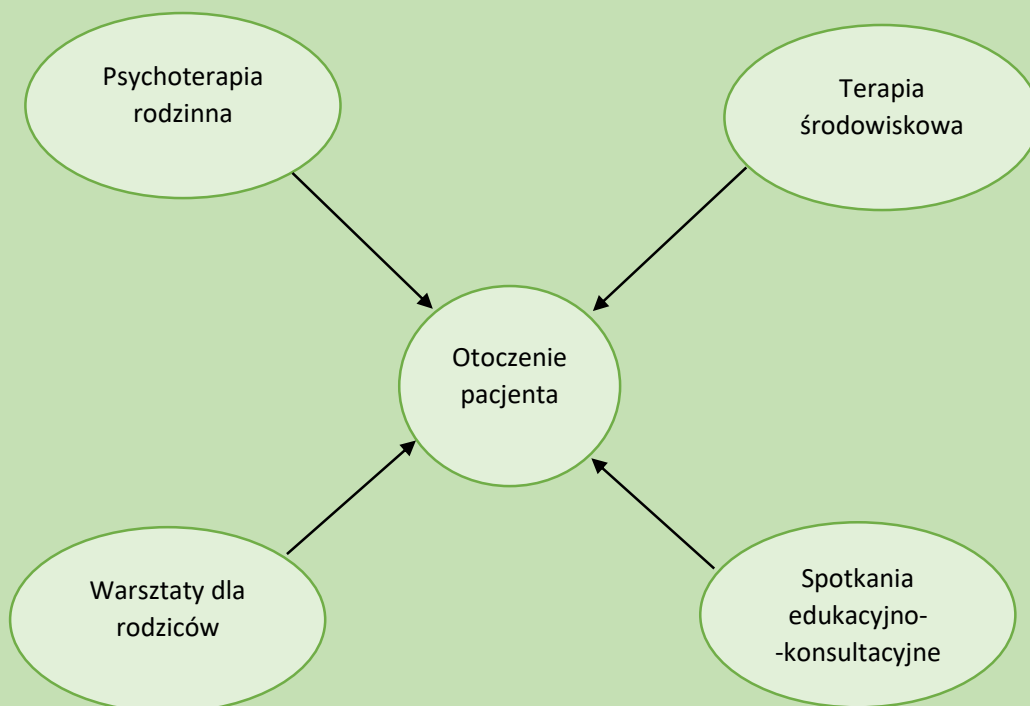 Psychoterapia
rodzinna
Terapia
środowiskowa
Otoczenie
pacjenta
Warsztaty dla
rodziców
Spotkania
edukacyjno-
-konsultacyjne